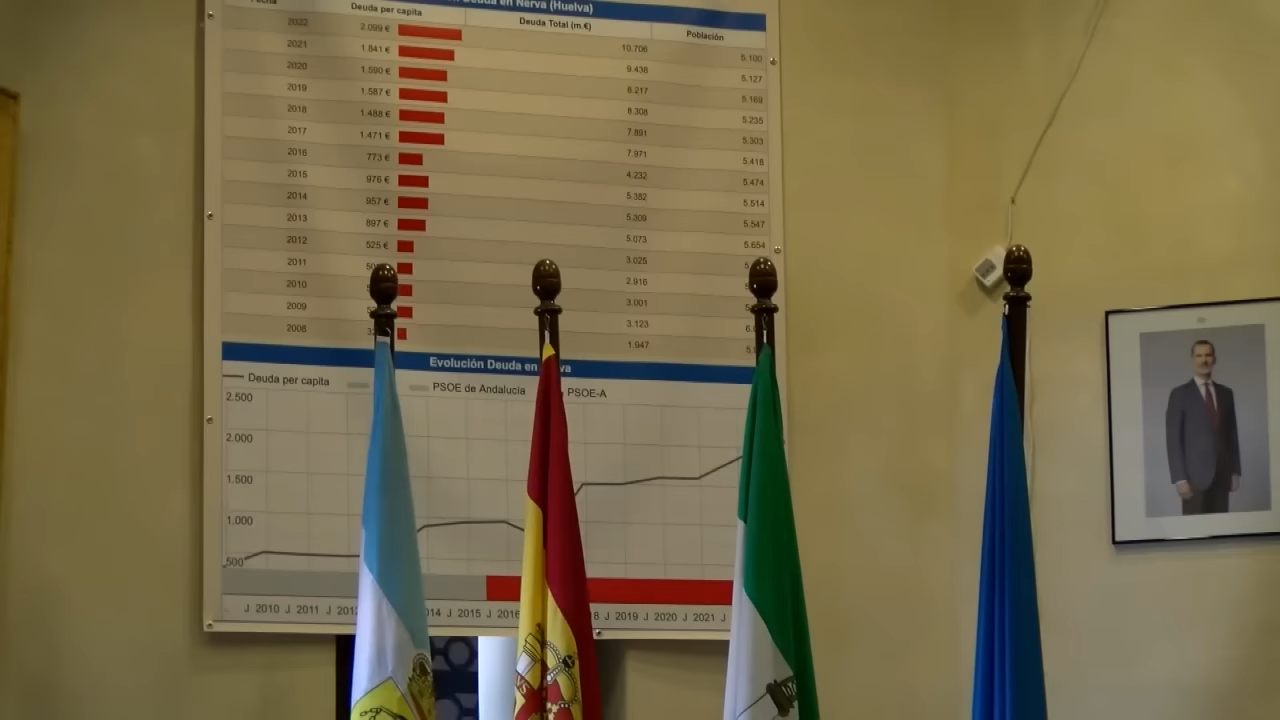 Deuda en Nerva (Huelva)
Fecha Deuda per capita Deuda Total (m.€) Población
2022 2.099 € 10.706 5.100
2021 1.841 € 9.438 5.127
2020 1.590 € 8.217 5.169
2019 1.587 € 8.308 5.235
2018 1.488 € 7.891 5.303
2017 1.471 € 7.971 5.418
2016 773 € 4.232 5.474
2015 976 € 5.382 5.514
2014 957 € 5.309 5.547
2013 897 € 5.073 5.654
2012 525 € 3.025
2011 2.916
2010 3.001
2009 3.123
2008 1.947
Evolución Deuda en
Deuda per capita PSOE de Andalucia PSOE-A
2.500
2.000
1.500
1.000
500
J 2010 J 2011 J 2012 J 2015 J 2016 J 2019 J 2020 J 2021 J